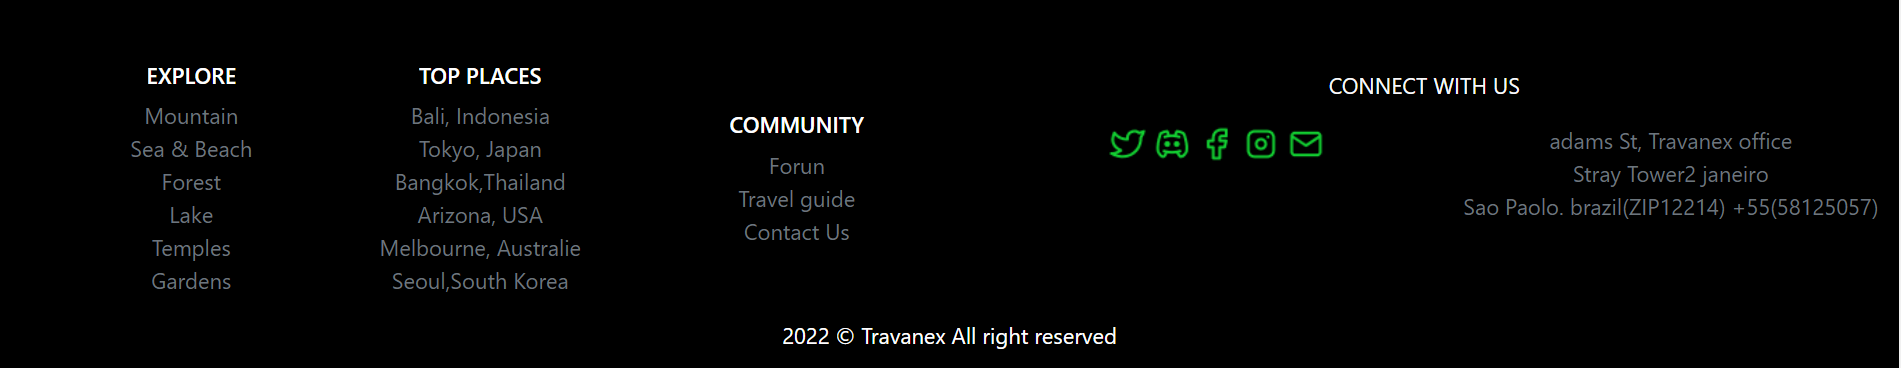 EXPLORE
Mountain
Sea & Beach
Forest
Lake
Temples
Gardens
TOP PLACES
Bali, Indonesia
Tokyo, Japan
Bangkok,Thailand
Arizona, USA
Melbourne, Australie
Seoul,South Korea
COMMUNITY
Forun
Travel guide
Contact Us
CONNECT WITH US
adams St, Travanex office
Stray Tower2 janeiro
Sao Paolo. brazil(ZIP12214) +55(58125057)
2022 © Travanex All right reserved